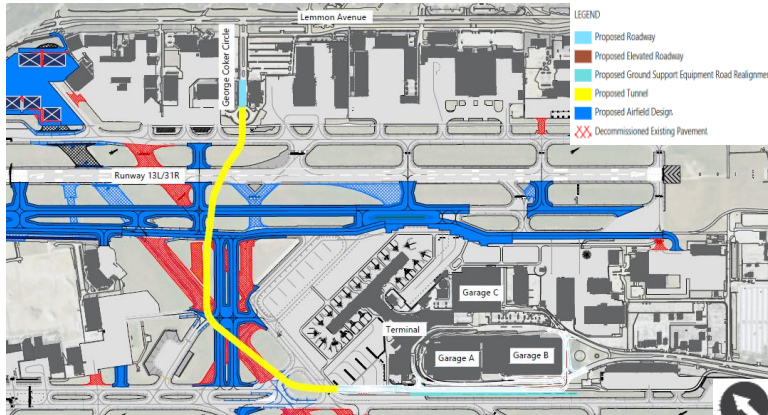 Lemmon Avenue
LEGEND
Proposed Roadway
Proposed Elevated Roadway
Proposed Ground Support Equipment Road Realignment
Proposed Tunnel
Proposed Airfield Design
Decommissioned Existing Pavement
George Coker Circle
Runway 13L/31R
Garage C
Terminal
Garage A
Garage B